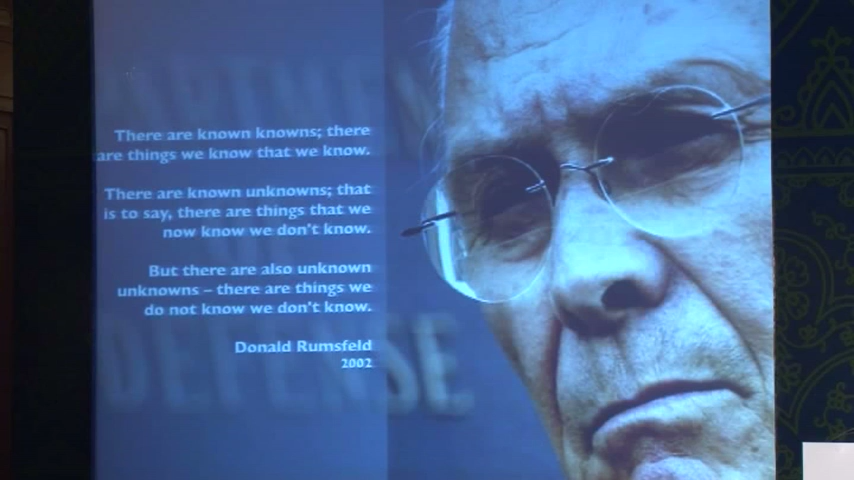 There are known knowns; there
are things we know that we know.
There are known unknowns; that
is to say, there are things that we
now know we don't know.
But there are also unknown
unknowns – there are things we
do not know we don't know.
Donald Rumsfeld
2002
DEFENSE